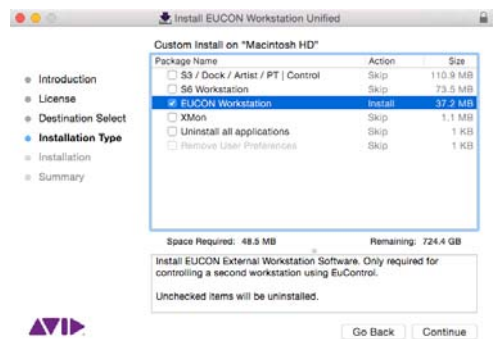 Install EUCON Workstation Unified
Custom Install on "Macintosh HD"
Package Name Action Size
Introduction
License
Destination Select
Installation Type
Installation
Summary
S3 / Dock / Artist / PT | Control Skip 110.9 MB
S6 Workstation Skip 73.5 MB
EUCON Workstation Install 37.2 MB
XMon Skip 1.1 MB
Uninstall all applications Skip 1 KB
Remove User Preferences Skip 1 KB
Space Required: 48.5 MB Remaining: 724.4 GB
Install EUCON External Workstation Software. Only required for
controlling a second workstation using EuControl.
Unchecked items will be uninstalled.
AVID
Go Back Continue